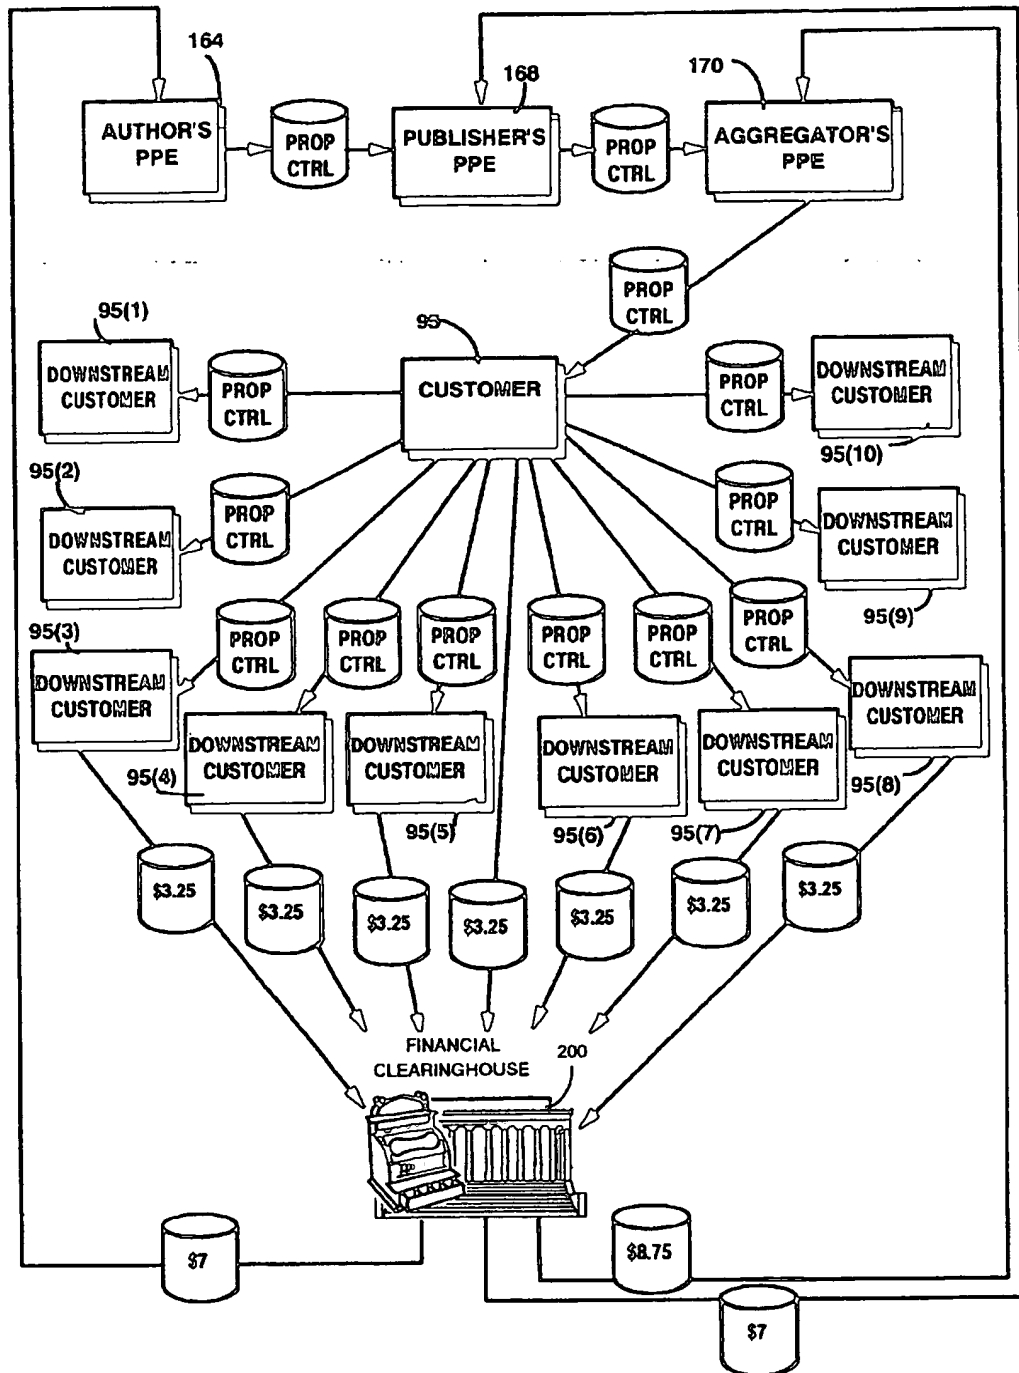 164
168
170
AUTHOR'S
PPE
PROP
CTRL
PUBLISHER'S
PPE
PROP
CTRL
AGGREGATOR'S
PPE
PROP
CTRL
95(1)
95
DOWNSTREAM
CUSTOMER
PROP
CTRL
CUSTOMER
PROP
CTRL
DOWNSTREAM
CUSTOMER
95(10)
95(2)
DOWNSTREAM
CUSTOMER
PROP
CTRL
PROP
CTRL
DOWNSTREAM
CUSTOMER
95(9)
95(3)
DOWNSTREAM
CUSTOMER
PROP
CTRL
PROP
CTRL
PROP
CTRL
PROP
CTRL
PROP
CTRL
PROP
CTRL
DOWNSTREAM
CUSTOMER
95(8)
DOWNSTREAM
CUSTOMER
95(4)
DOWNSTREAM
CUSTOMER
95(5)
DOWNSTREAM
CUSTOMER
95(6)
DOWNSTREAM
CUSTOMER
95(7)
$3.25
$3.25
$3.25
$3.25
$3.25
$3.25
$3.25
FINANCIAL
CLEARINGHOUSE
200
$7
$8.75
$7